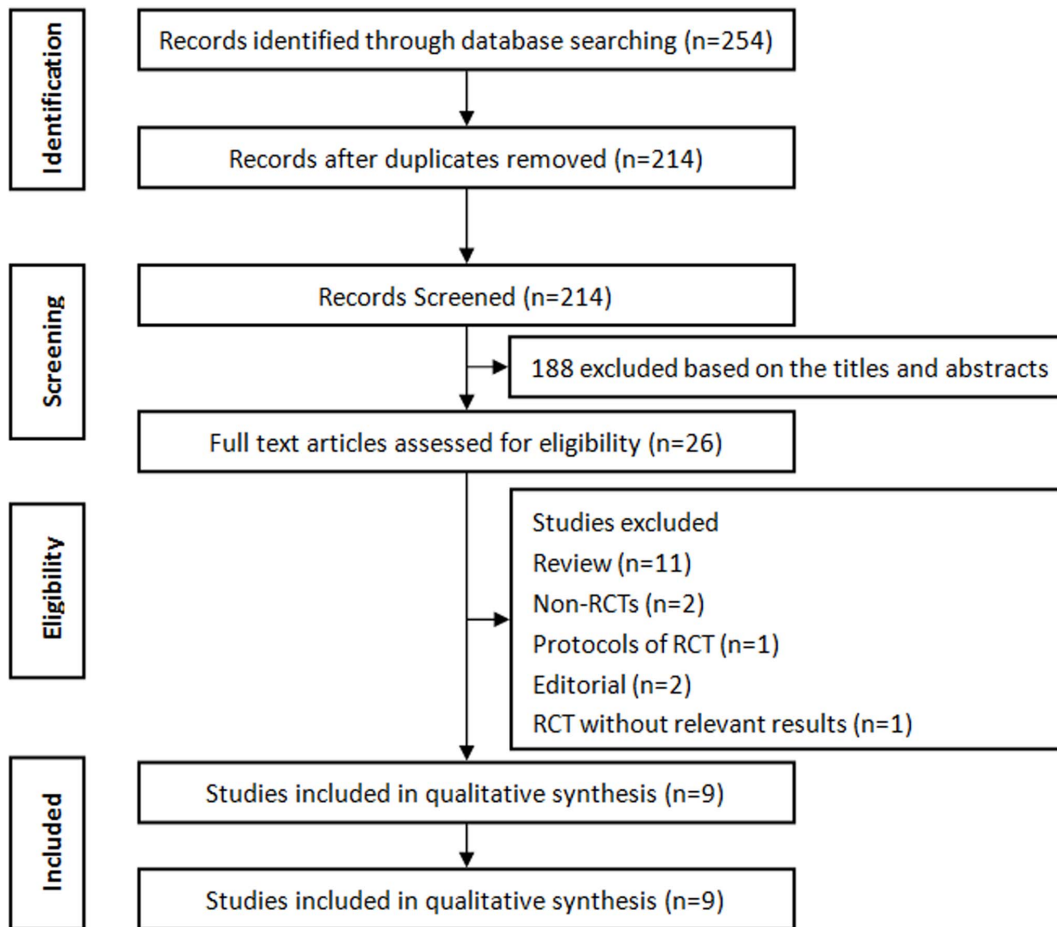 Identification
Records identified through database searching (n=254)
Records after duplicates removed (n=214)
Screening
Records Screened (n=214)
188 excluded based on the titles and abstracts
Full text articles assessed for eligibility (n=26)
Eligibility
Studies excluded
Review (n=11)
Non-RCTs (n=2)
Protocols of RCT (n=1)
Editorial (n=2)
RCT without relevant results (n=1)
Included
Studies included in qualitative synthesis (n=9)
Studies included in qualitative synthesis (n=9)